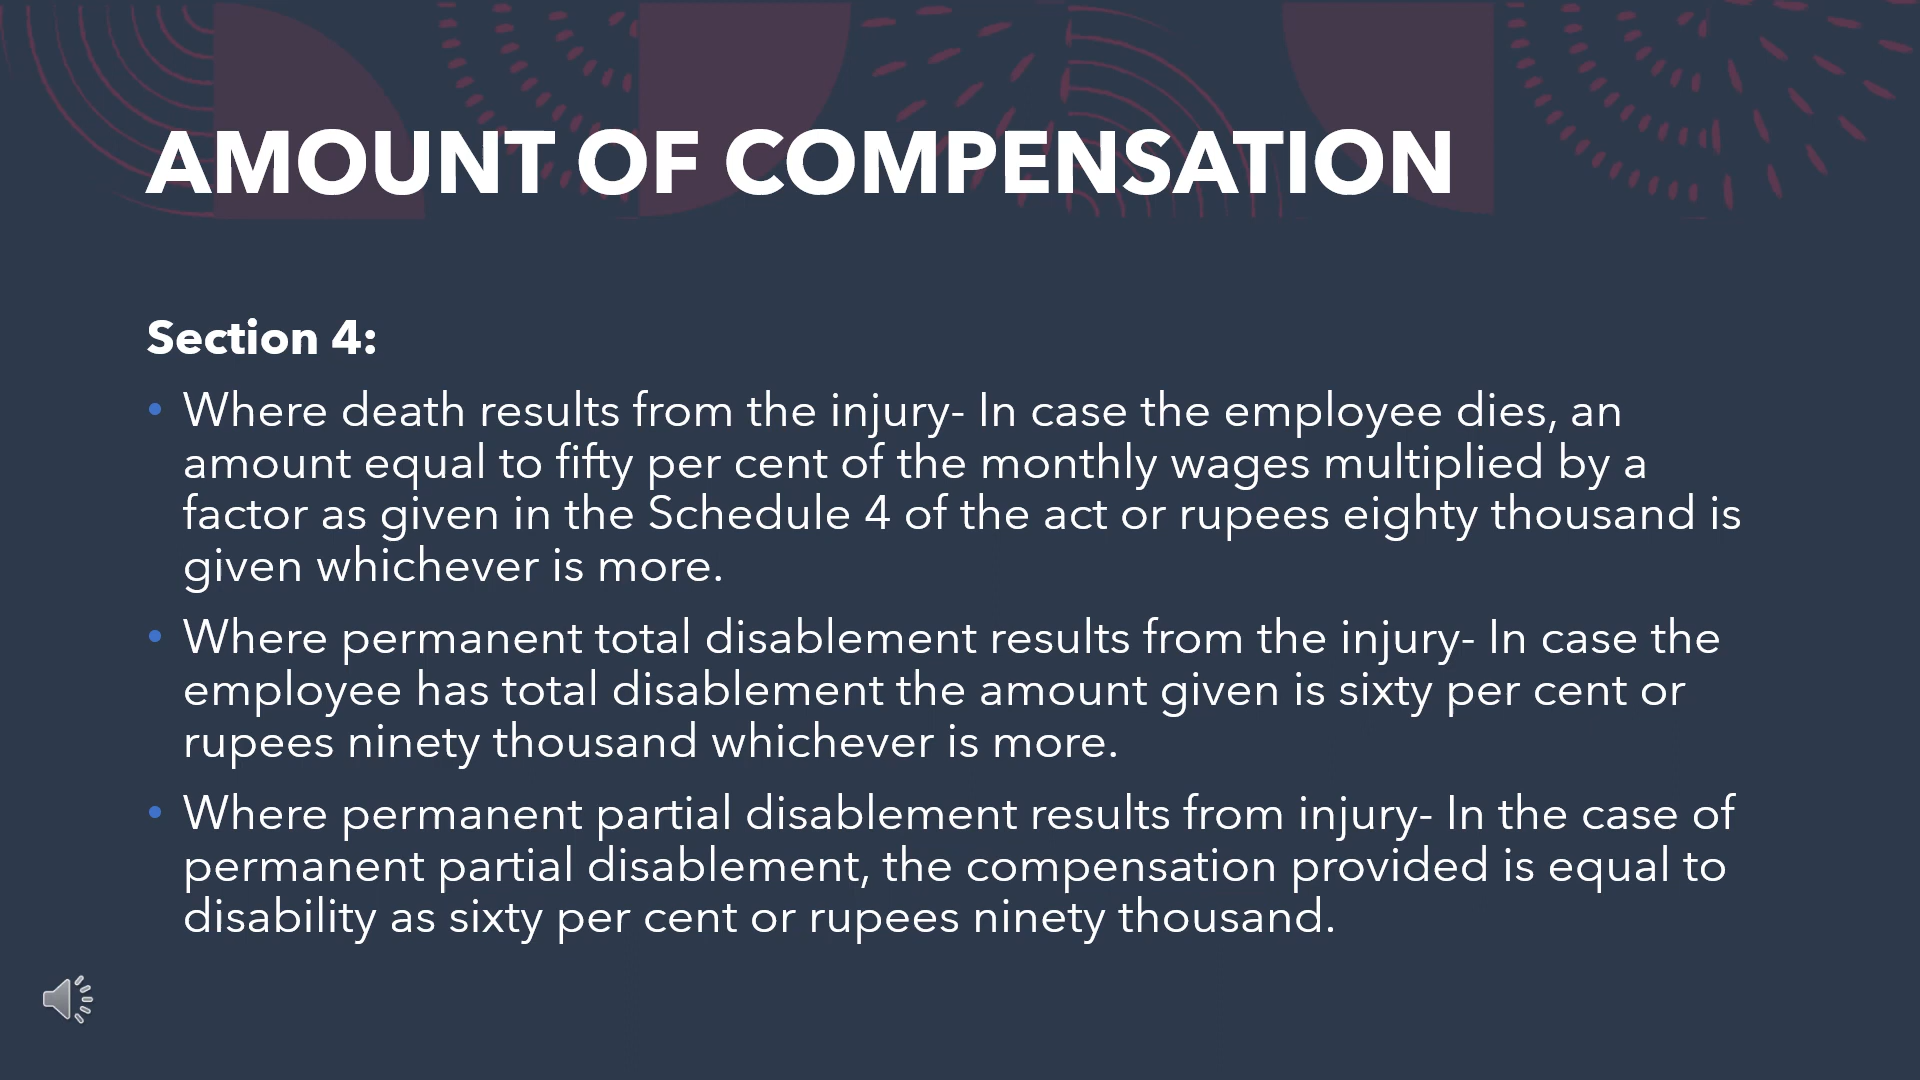 AMOUNT OF COMPENSATION
Section 4:
• Where death results from the injury- In case the employee dies, an
amount equal to fifty per cent of the monthly wages multiplied by a
factor as given in the Schedule 4 of the act or rupees eighty thousand is
given whichever is more.
• Where permanent total disablement results from the injury- In case the
employee has total disablement the amount given is sixty per cent or
rupees ninety thousand whichever is more.
• Where permanent partial disablement results from injury- In the case of
permanent partial disablement, the compensation provided is equal to
disability as sixty per cent or rupees ninety thousand.